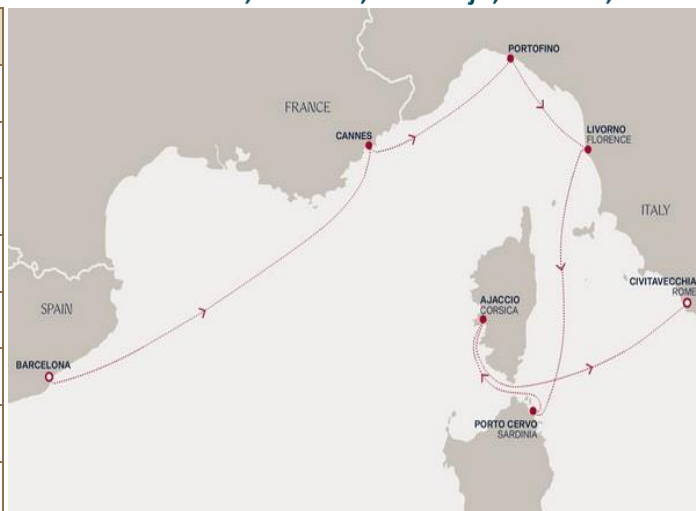 PORTOFINO
FRANCE
CANNES
LIVORNO
FLORENCE
ITALY
CIVITAVECCHIA
ROME
AJACCIO
CORSICA
SPAIN
BARCELONA
PORTO CERVO
SARDINIA